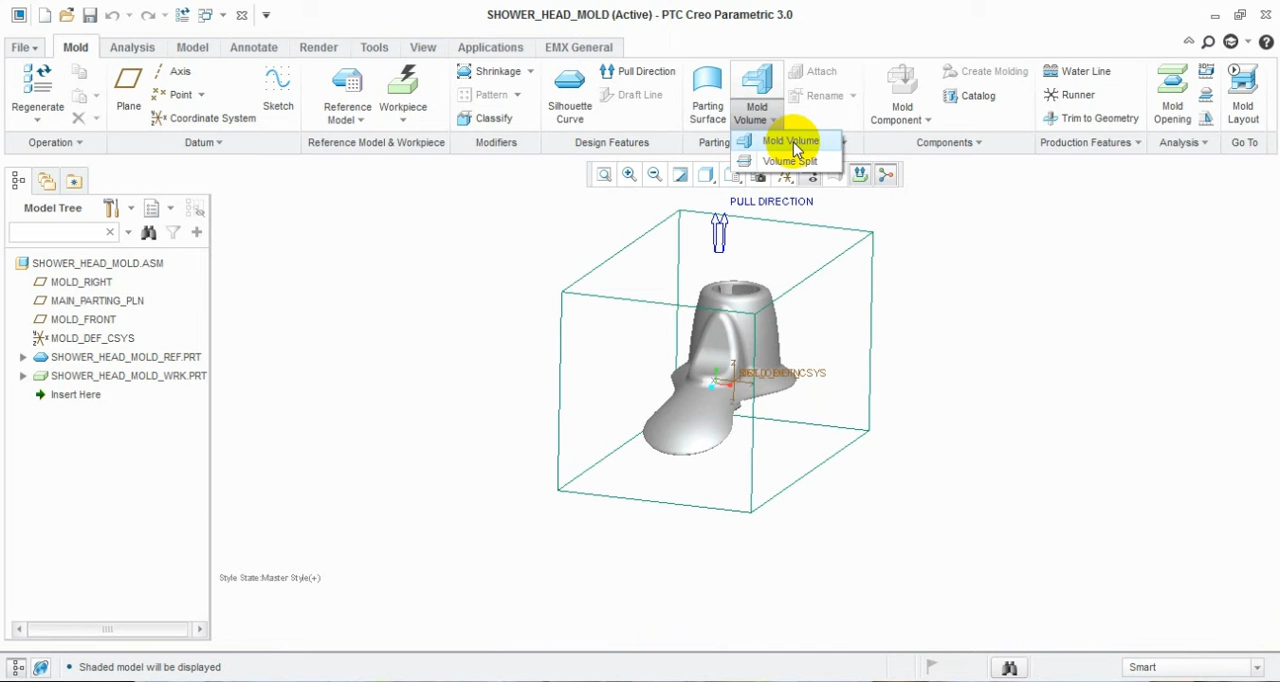 SHOWER_HEAD_MOLD (Active) - PTC Creo Parametric 3.0
File Mold Analysis Model Annotate Render Tools View Applications EMX General
Regenerate
Operation
Plane
Axis
Point
Coordinate System
Sketch
Datum
Reference Model
Workpiece
Reference Model & Workpiece
Shrinkage
Pattern
Classify
Modifiers
Silhouette Curve
Pull Direction
Draft Line
Design Features
Parting Surface
Mold Volume
Attach
Rename
Parting
Mold Volume
Volume Split
Mold Component
Create Molding
Catalog
Components
Water Line
Runner
Trim to Geometry
Production Features
Mold Opening
Analysis
Mold Layout
Go To
Model Tree
SHOWER_HEAD_MOLD.ASM
MOLD_RIGHT
MAIN_PARTING_PLN
MOLD_FRONT
MOLD_DEF_CSYS
SHOWER_HEAD_MOLD_REF.PRT
SHOWER_HEAD_MOLD_WRK.PRT
Insert Here
PULL DIRECTION
Style State:Master Style(+)
Shaded model will be displayed
Smart